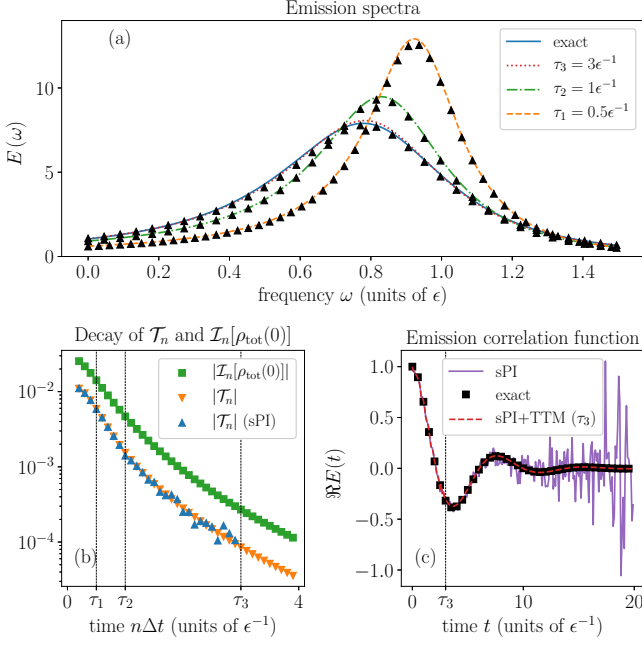 Emission spectra
(a)
exact
τ₃ = 3ϵ⁻¹
τ₂ = 1ϵ⁻¹
τ₁ = 0.5ϵ⁻¹
E(ω)
10
5
0
0.0 0.2 0.4 0.6 0.8 1.0 1.2 1.4
frequency ω (units of ϵ)
Decay of 𝒯ₙ and ℐₙ[ρₜₒₜ(0)]
|ℐₙ[ρₜₒₜ(0)]|
|𝒯ₙ|
|𝒯ₙ| (sPI)
10⁻²
10⁻³
10⁻⁴
(b)
0 τ₁ τ₂ τ₃ 4
time nΔt (units of ϵ⁻¹)
Emission correlation function
sPI
exact
sPI+TTM (τ₃)
ℜE(t)
1.0
0.5
0.0
−0.5
−1.0
(c)
0 τ₃ 10 20
time t (units of ϵ⁻¹)